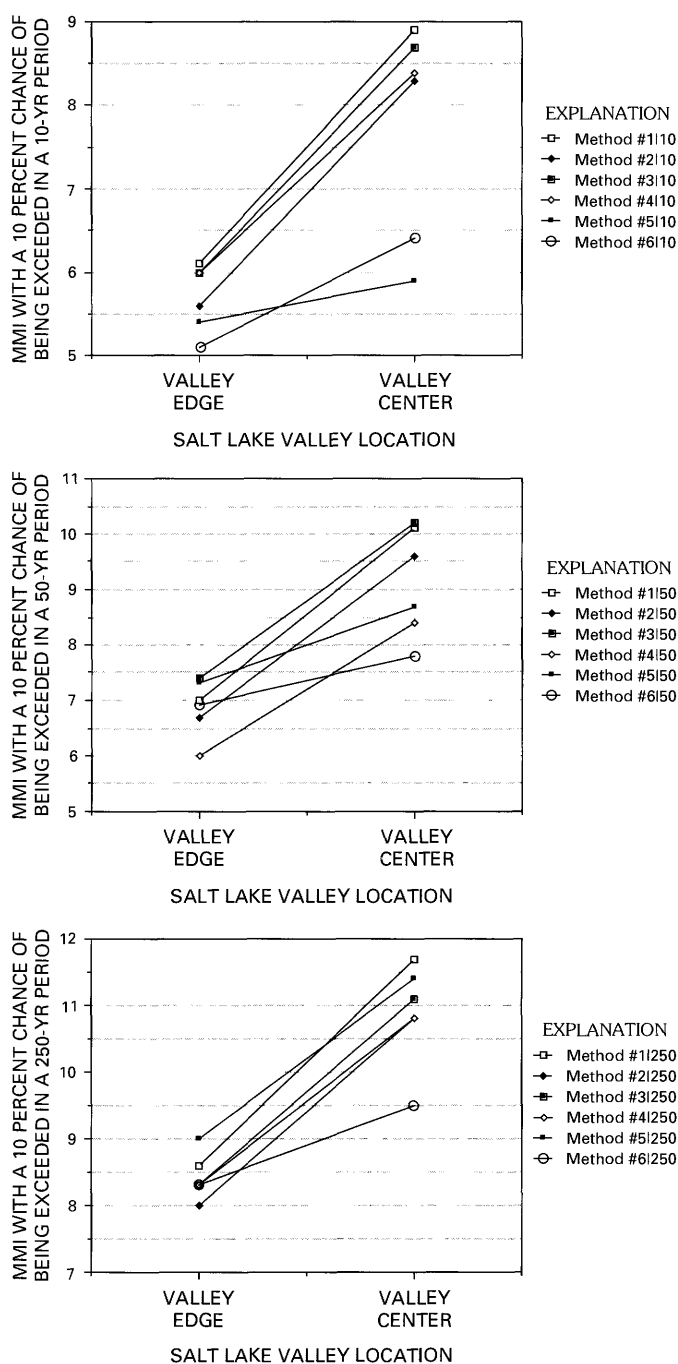 MMI WITH A 10 PERCENT CHANCE OF
BEING EXCEEDED IN A 10-YR PERIOD
9
8
7
6
5
VALLEY
EDGE
VALLEY
CENTER
SALT LAKE VALLEY LOCATION
EXPLANATION
Method #1|10
Method #2|10
Method #3|10
Method #4|10
Method #5|10
Method #6|10
MMI WITH A 10 PERCENT CHANCE OF
BEING EXCEEDED IN A 50-YR PERIOD
11
10
9
8
7
6
5
VALLEY
EDGE
VALLEY
CENTER
SALT LAKE VALLEY LOCATION
EXPLANATION
Method #1|50
Method #2|50
Method #3|50
Method #4|50
Method #5|50
Method #6|50
MMI WITH A 10 PERCENT CHANCE OF
BEING EXCEEDED IN A 250-YR PERIOD
12
11
10
9
8
7
VALLEY
EDGE
VALLEY
CENTER
SALT LAKE VALLEY LOCATION
EXPLANATION
Method #1|250
Method #2|250
Method #3|250
Method #4|250
Method #5|250
Method #6|250